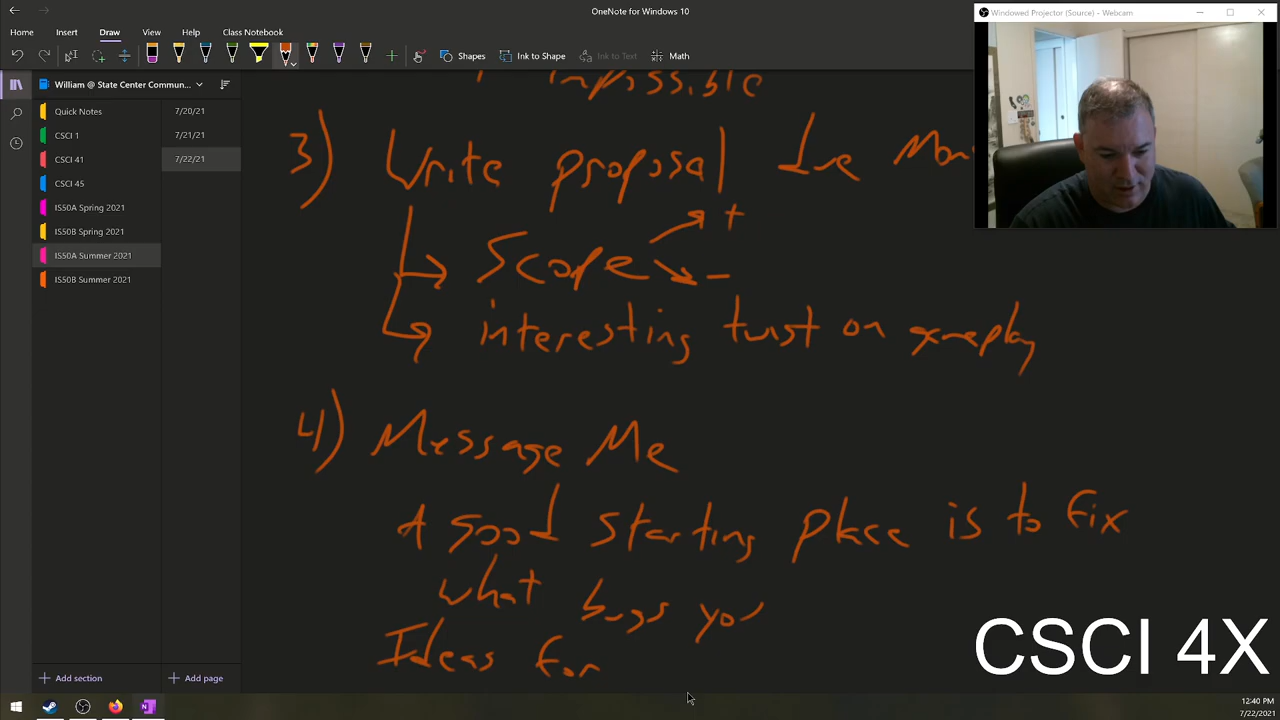 OneNote for Windows 10
Windowed Projector (Source) - Webcam
Home Insert Draw View Help Class Notebook
Shapes Ink to Shape Ink to Text Math
William @ State Center Commun...
Quick Notes
CSCI 1
CSCI 41
CSCI 45
IS50A Spring 2021
IS50B Spring 2021
IS50A Summer 2021
IS50B Summer 2021
7/20/21
7/21/21
7/22/21
impossible
3) Write proposal due Mon
Scope + -
interesting twist on gameplay
4) Message Me
A good starting place is to fix
what bugs you
Ideas for
CSCI 4X
Add section
Add page
12:40 PM
7/22/2021